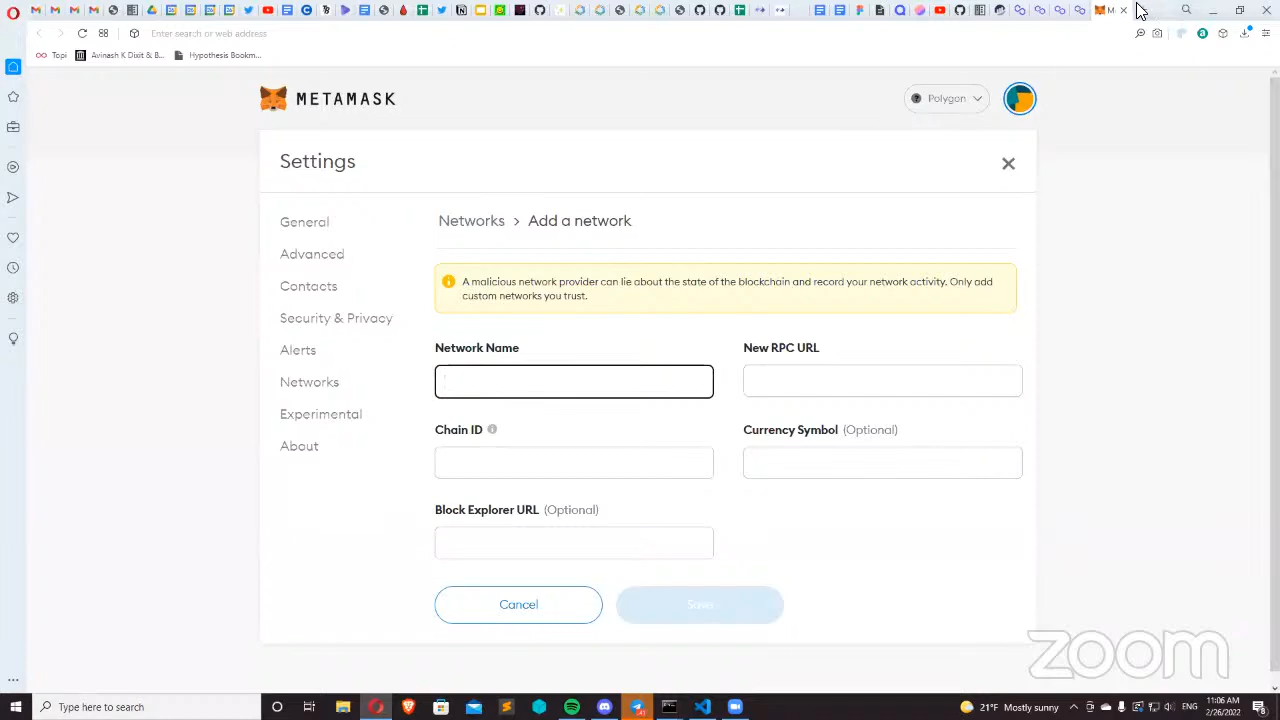 Me
Enter search or web address
Topi
Avinash K Dixit & B...
Hypothesis Bookm...
METAMASK
Polygon
Settings
General
Advanced
Contacts
Security & Privacy
Alerts
Networks
Experimental
About
Networks > Add a network
A malicious network provider can lie about the state of the blockchain and record your network activity. Only add
custom networks you trust.
Network Name
New RPC URL
Chain ID
Currency Symbol (Optional)
Block Explorer URL (Optional)
Cancel
Save
zoom
Type here to search
21°F Mostly sunny
11:06 AM
2/26/2022